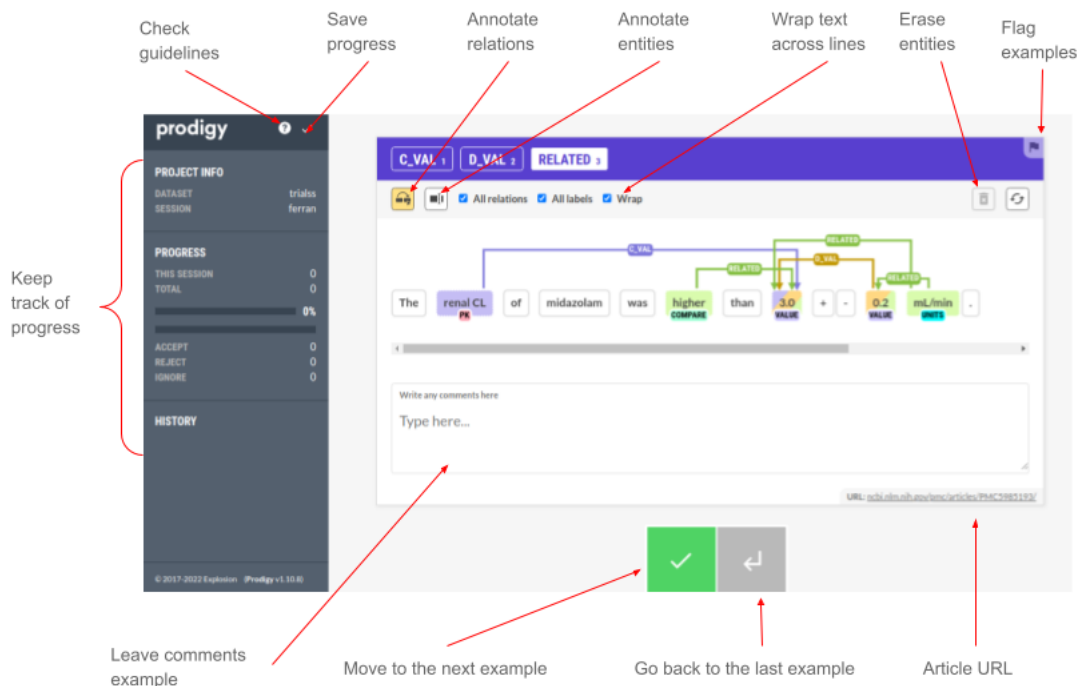 Check
guidelines
Save
progress
Annotate
relations
Annotate
entities
Wrap text
across lines
Erase
entities
Flag
examples
prodigy ?
PROJECT INFO
DATASET trialss
SESSION ferran
PROGRESS
THIS SESSION 0
TOTAL 0
0%
ACCEPT 0
REJECT 0
IGNORE 0
HISTORY
© 2017-2022 Explosion (Prodigy v1.10.8)
Keep
track of
progress
C_VAL 1 D_VAL 2 RELATED 3
All relations All labels Wrap
RELATED
C_VAL
D_VAL
RELATED
RELATED
The renal CL of midazolam was higher than 3.0 + - 0.2 mL/min .
PK COMPARE VALUE VALUE UNITS
Write any comments here
Type here...
URL: ncbi.nlm.nih.gov/pmc/articles/PMC5985193/
Leave comments
example
Move to the next example
Go back to the last example
Article URL